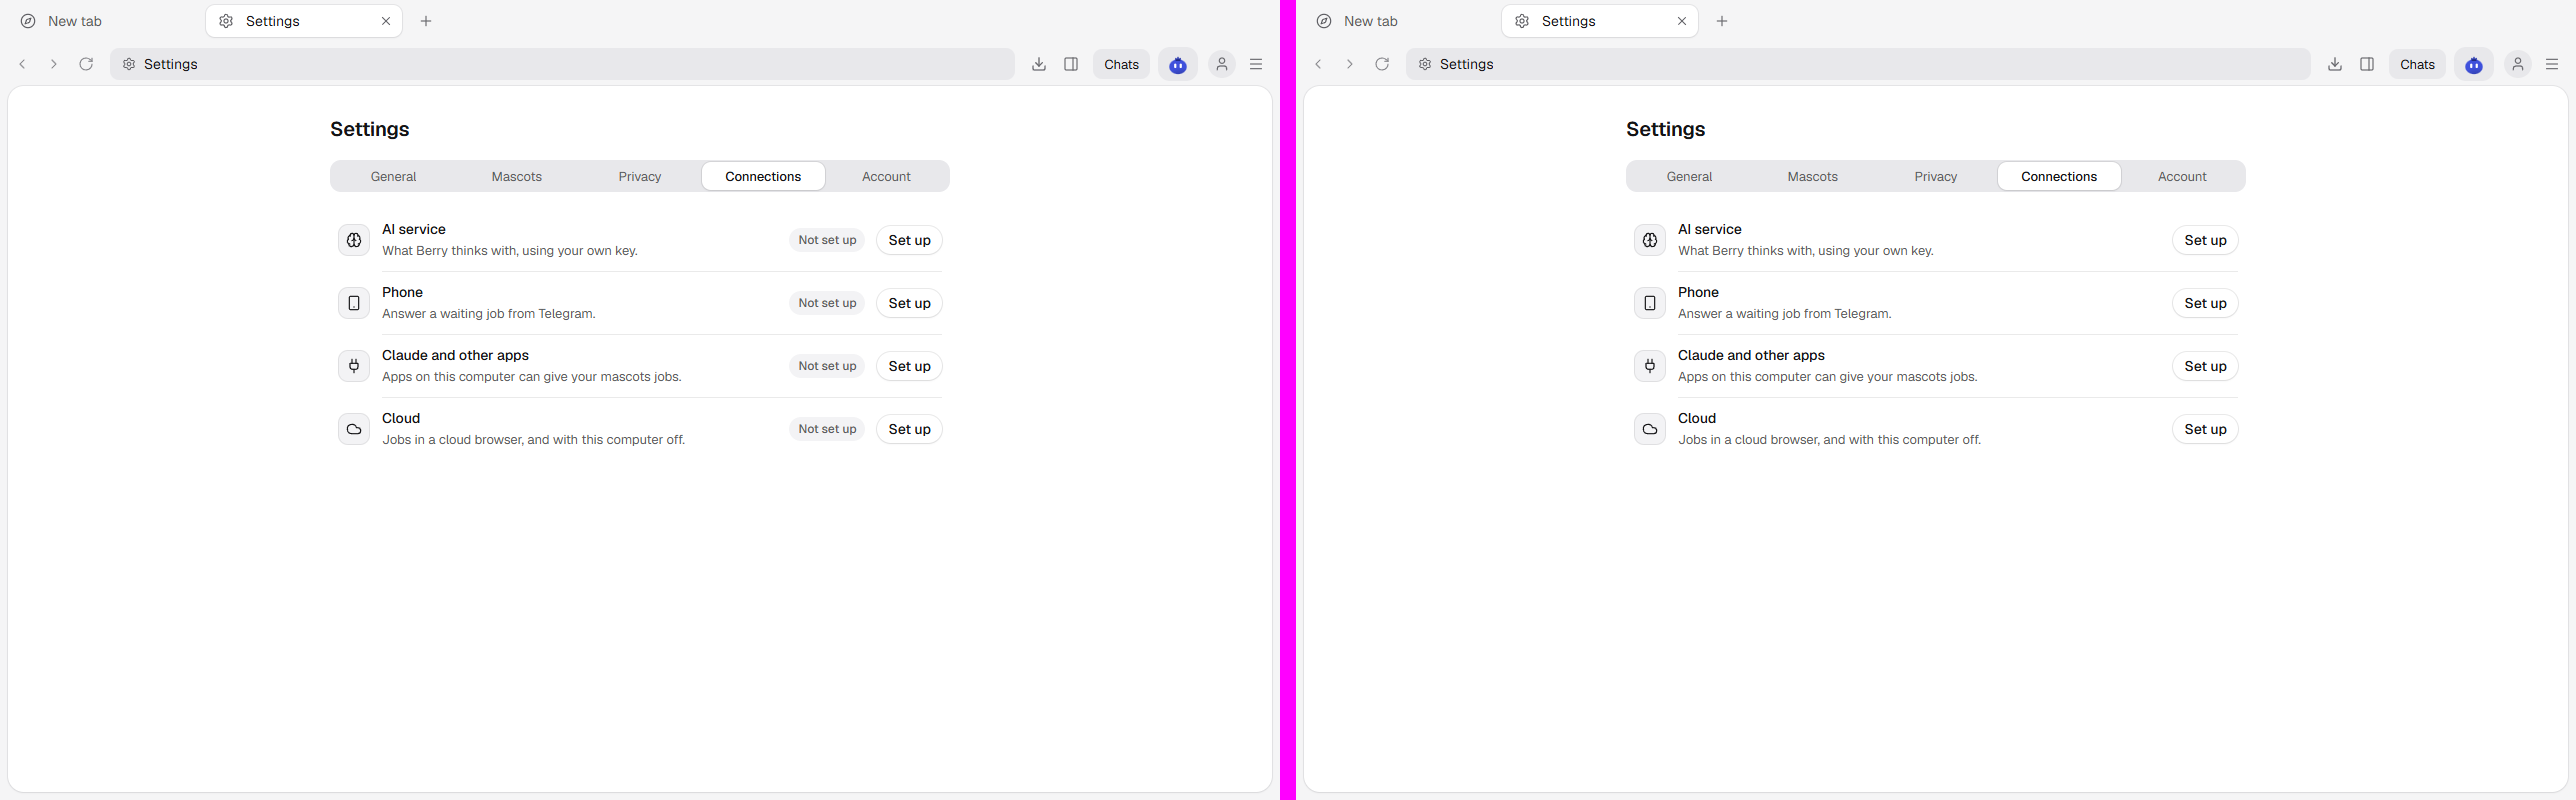 New tab
Settings
Settings
Chats
Settings
General Mascots Privacy Connections Account
AI service
What Berry thinks with, using your own key.
Not set up Set up
Phone
Answer a waiting job from Telegram.
Not set up Set up
Claude and other apps
Apps on this computer can give your mascots jobs.
Not set up Set up
Cloud
Jobs in a cloud browser, and with this computer off.
Not set up Set up
New tab
Settings
Settings
Chats
Settings
General Mascots Privacy Connections Account
AI service
What Berry thinks with, using your own key.
Set up
Phone
Answer a waiting job from Telegram.
Set up
Claude and other apps
Apps on this computer can give your mascots jobs.
Set up
Cloud
Jobs in a cloud browser, and with this computer off.
Set up